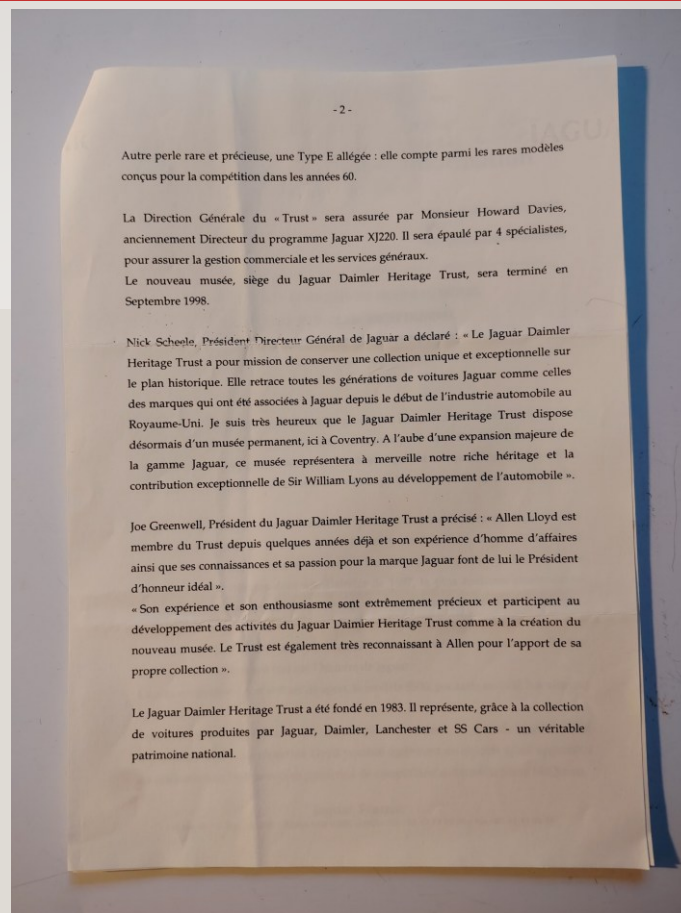 - 2 -
Autre perle rare et précieuse, une Type E allégée : elle compte parmi les rares modèles
conçus pour la compétition dans les années 60.
La Direction Générale du « Trust » sera assurée par Monsieur Howard Davies,
anciennement Directeur du programme Jaguar XJ220. Il sera épaulé par 4 spécialistes,
pour assurer la gestion commerciale et les services généraux.
Le nouveau musée, siège du Jaguar Daimler Heritage Trust, sera terminé en
Septembre 1998.
Nick Scheele, Président Directeur Général de Jaguar a déclaré : « Le Jaguar Daimler
Heritage Trust a pour mission de conserver une collection unique et exceptionnelle sur
le plan historique. Elle retrace toutes les générations de voitures Jaguar comme celles
des marques qui ont été associées à Jaguar depuis le début de l'industrie automobile au
Royaume-Uni. Je suis très heureux que le Jaguar Daimler Heritage Trust dispose
désormais d'un musée permanent, ici à Coventry. A l'aube d'une expansion majeure de
la gamme Jaguar, ce musée représentera à merveille notre riche héritage et la
contribution exceptionnelle de Sir William Lyons au développement de l'automobile ».
Joe Greenwell, Président du Jaguar Daimler Heritage Trust a précisé : « Allen Lloyd est
membre du Trust depuis quelques années déjà et son expérience d'homme d'affaires
ainsi que ses connaissances et sa passion pour la marque Jaguar font de lui le Président
d'honneur idéal ».
« Son expérience et son enthousiasme sont extrêmement précieux et participent au
développement des activités du Jaguar Daimler Heritage Trust comme à la création du
nouveau musée. Le Trust est également très reconnaissant à Allen pour l'apport de sa
propre collection ».
Le Jaguar Daimler Heritage Trust a été fondé en 1983. Il représente, grâce à la collection
de voitures produites par Jaguar, Daimler, Lanchester et SS Cars - un véritable
patrimoine national.